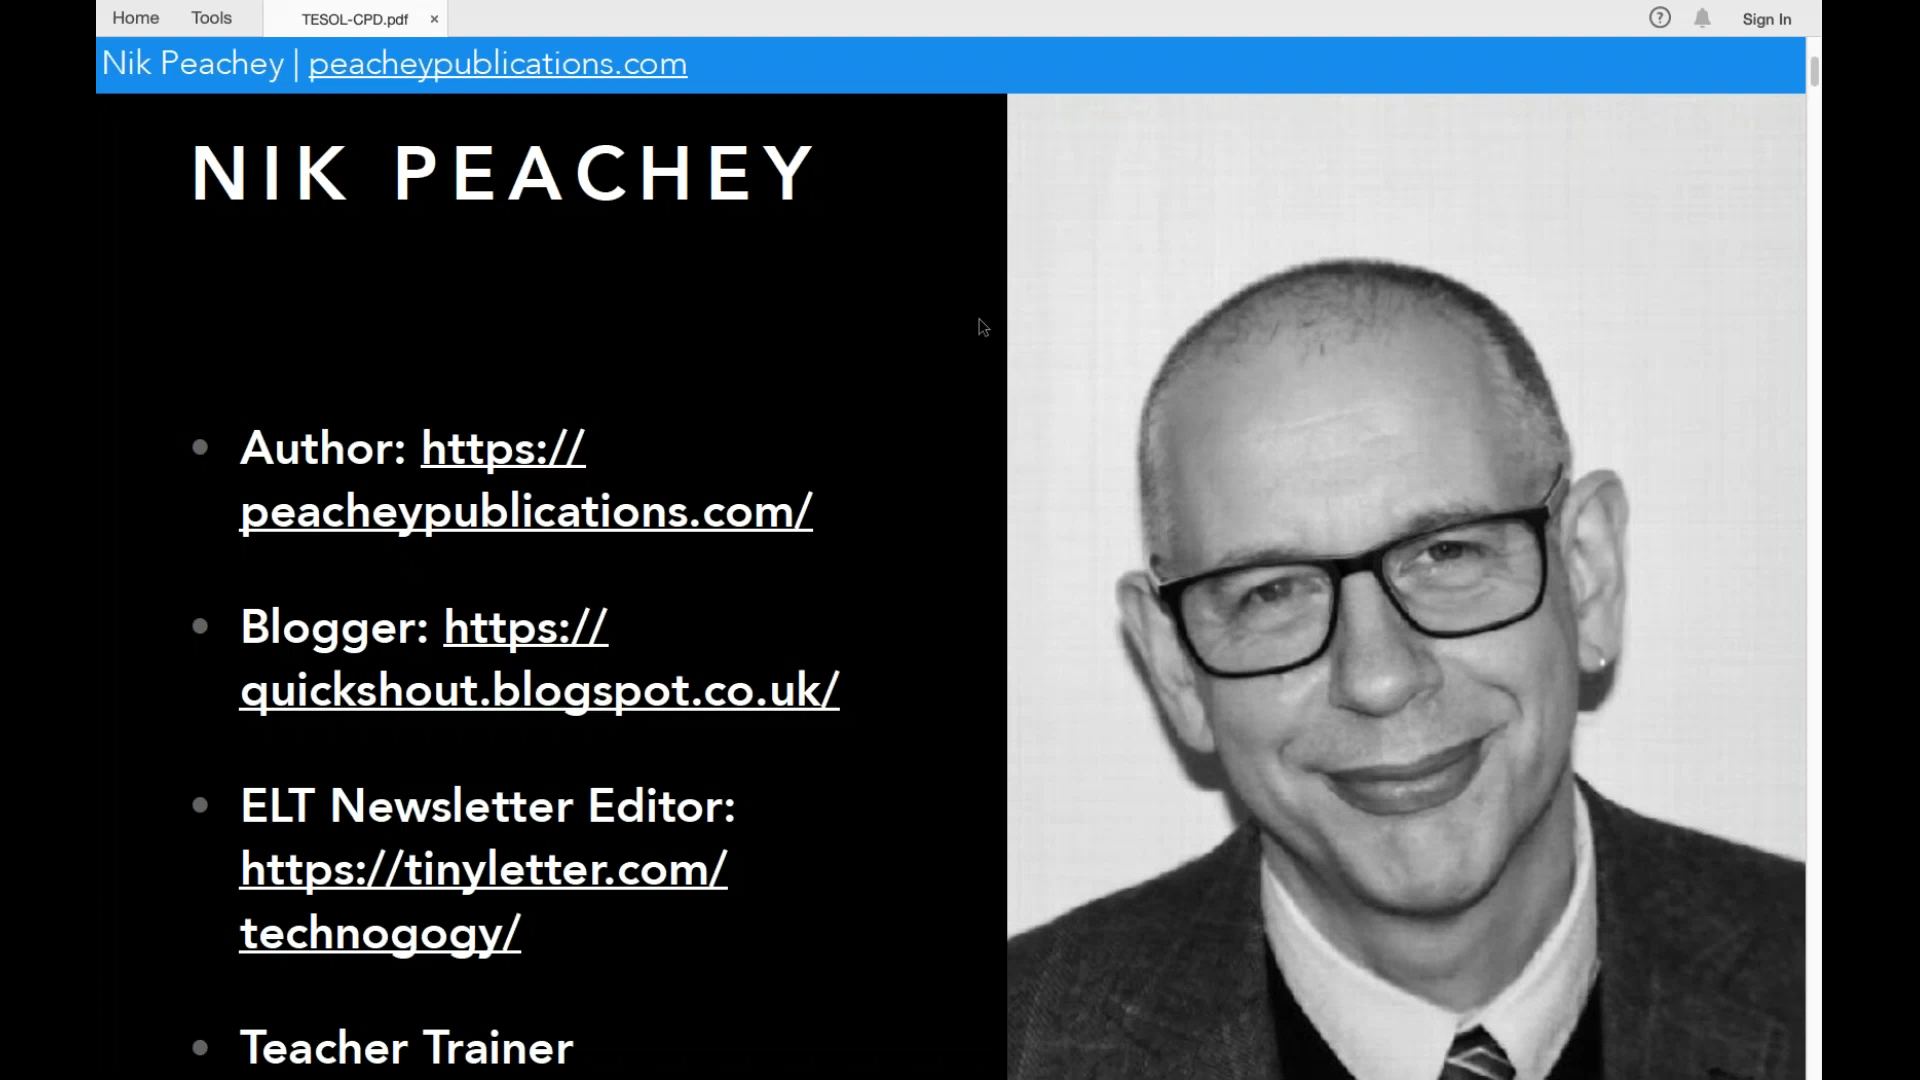 Home Tools TESOL-CPD.pdf × ? Sign In
Nik Peachey | peacheypublications.com
NIK PEACHEY
• Author: https://
peacheypublications.com/
• Blogger: https://
quickshout.blogspot.co.uk/
• ELT Newsletter Editor:
https://tinyletter.com/
technogogy/
• Teacher Trainer